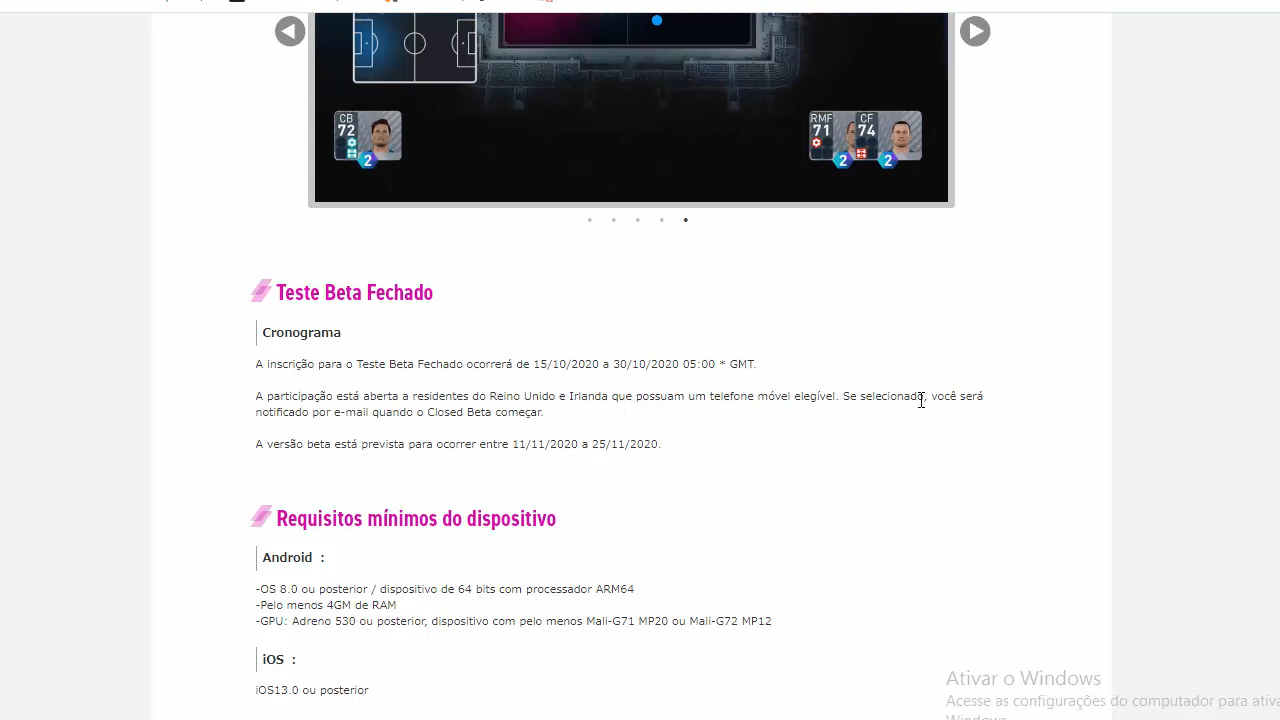 CB
72
2
RMF
71
2
CF
74
2
Teste Beta Fechado
Cronograma
A inscrição para o Teste Beta Fechado ocorrerá de 15/10/2020 a 30/10/2020 05:00 * GMT.
A participação está aberta a residentes do Reino Unido e Irlanda que possuam um telefone móvel elegível. Se selecionado, você será
notificado por e-mail quando o Closed Beta começar.
A versão beta está prevista para ocorrer entre 11/11/2020 a 25/11/2020.
Requisitos mínimos do dispositivo
Android :
-OS 8.0 ou posterior / dispositivo de 64 bits com processador ARM64
-Pelo menos 4GM de RAM
-GPU: Adreno 530 ou posterior, dispositivo com pelo menos Mali-G71 MP20 ou Mali-G72 MP12
iOS :
iOS13.0 ou posterior
Ativar o Windows
Acesse as configurações do computador para ativa
Windows